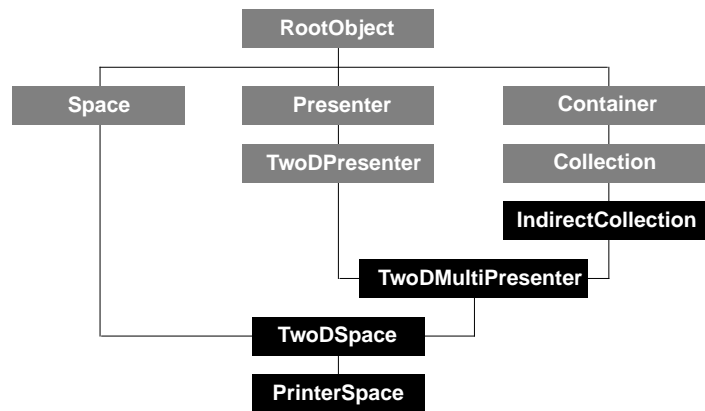 RootObject
Space Presenter Container
TwoDPresenter Collection
IndirectCollection
TwoDMultiPresenter
TwoDSpace
PrinterSpace